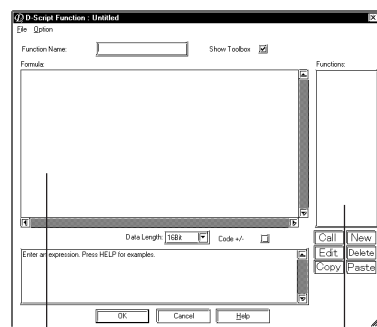 D-Script Function : Untitled
File Option
Function Name: Show Toolbox
Formula: Functions:
Data Length: 16Bit Code +/-
Call New
Edit Delete
Copy Paste
Enter an expression. Press HELP for examples.
OK Cancel Help